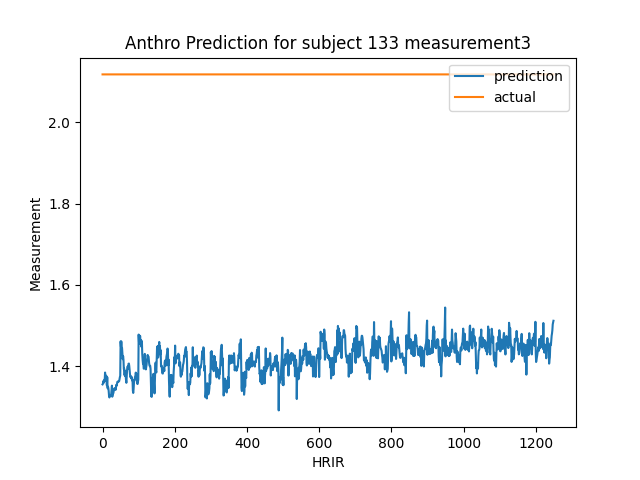 Anthro Prediction for subject 133 measurement3
prediction
actual
Measurement
2.0
1.8
1.6
1.4
0 200 400 600 800 1000 1200
HRIR